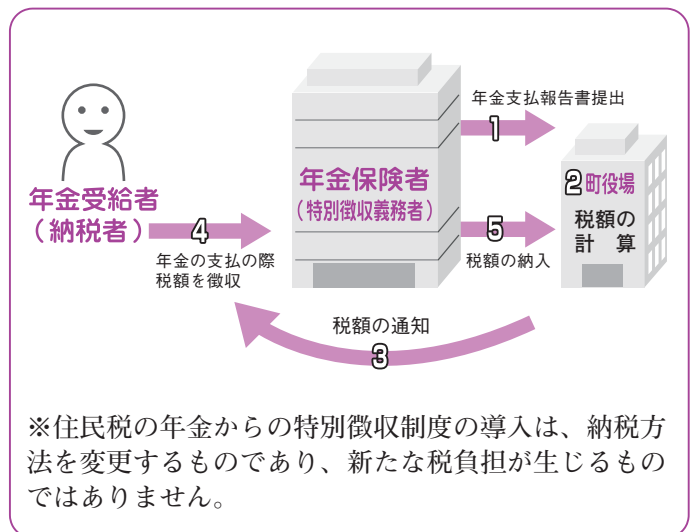 年金支払報告書提出
1
年金受給者
(納税者)
年金保険者
(特別徴収義務者)
2町役場
税額の
計　算
4
年金の支払の際
税額を徴収
5
税額の納入
税額の通知
3
※住民税の年金からの特別徴収制度の導入は、納税方
法を変更するものであり、新たな税負担が生じるもの
ではありません。